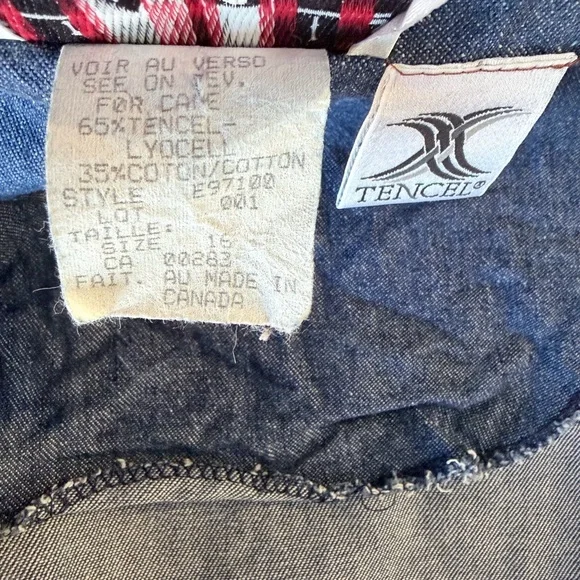 VOIR AU VERSO
SEE ON REV.
FOR CARE
65%TENCEL-
LYOCELL
35%COTON/COTTON
STYLE E97100
LOT 001
TAILLE:
SIZE 16
CA 00283
FAIT. AU MADE IN
CANADA
TENCEL®